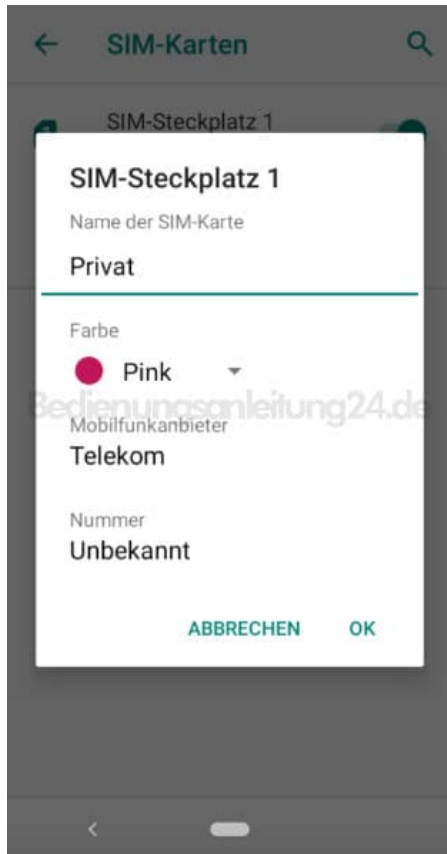 SIM-Karten
SIM-Steckplatz 1
SIM-Steckplatz 1
Name der SIM-Karte
Privat
Farbe
Pink
Bedienungsanleitung24.de
Mobilfunkanbieter
Telekom
Nummer
Unbekannt
ABBRECHEN OK